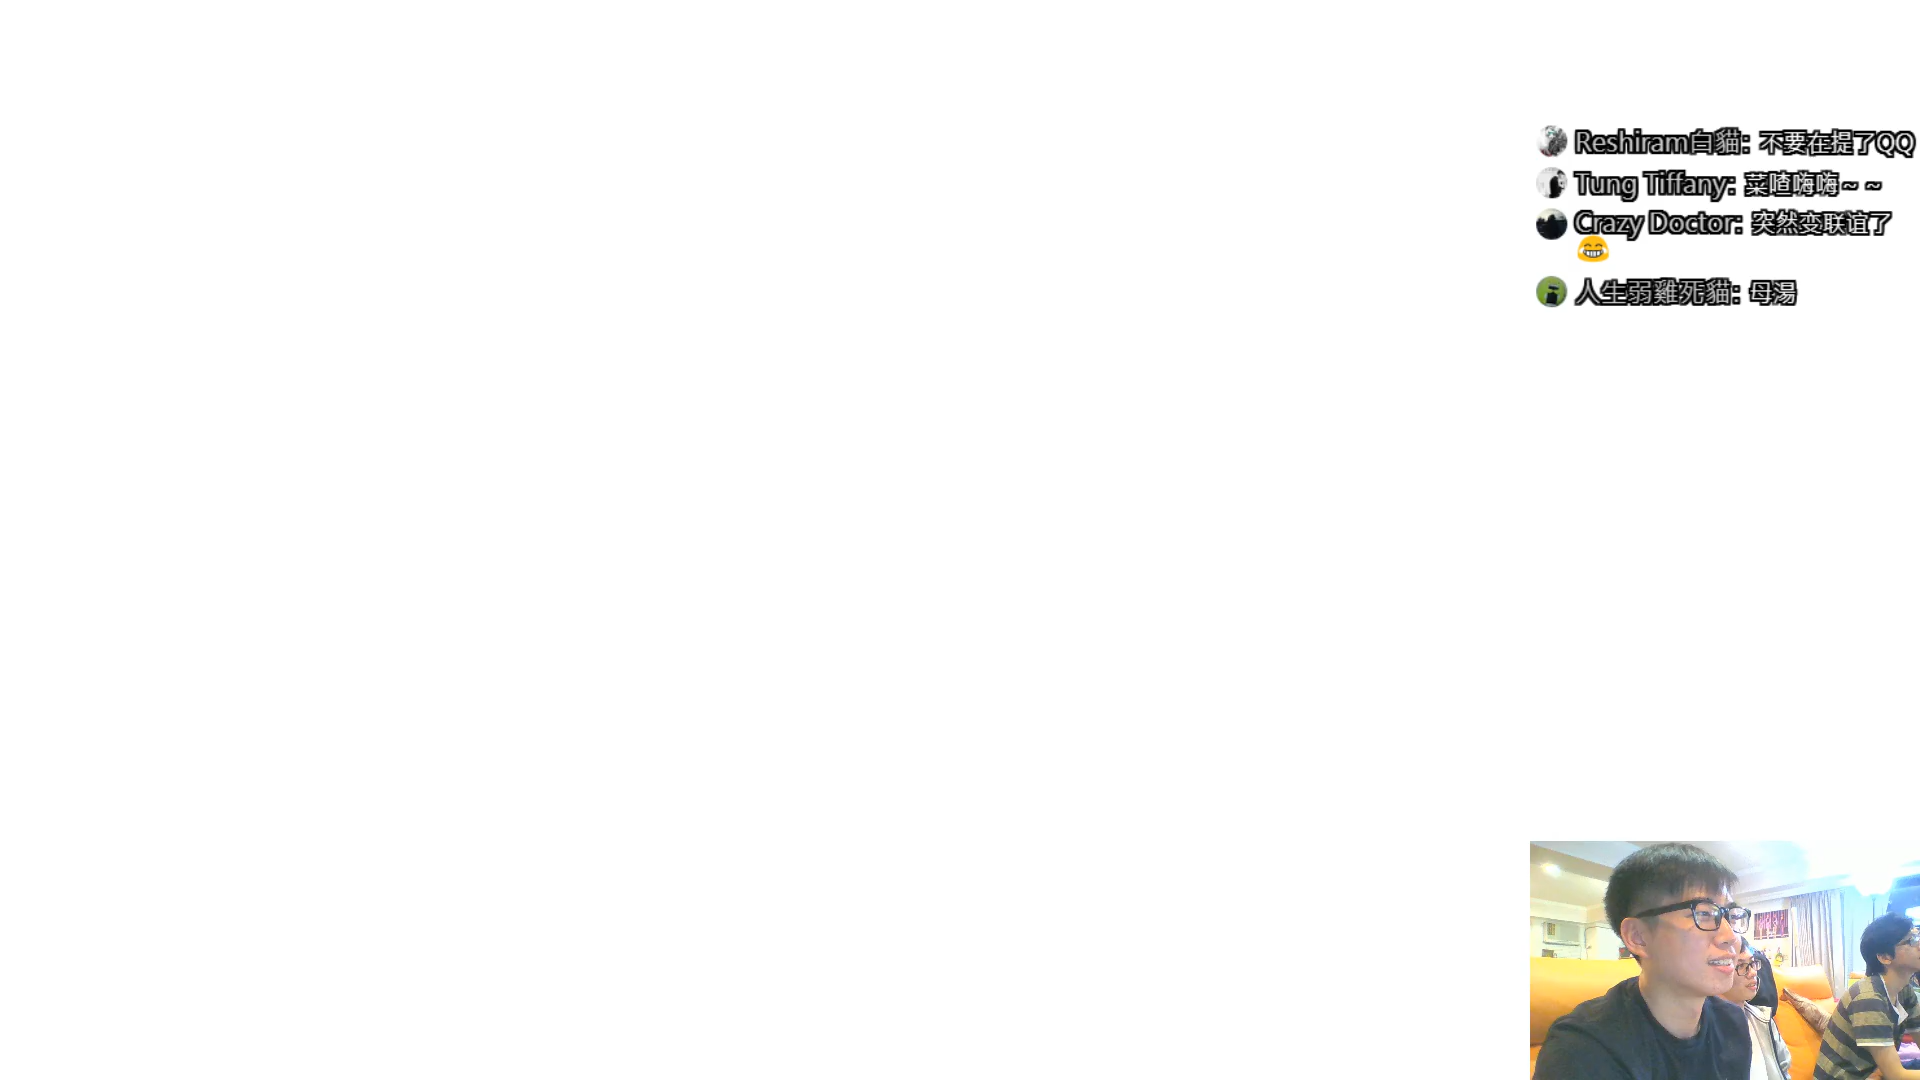 Reshiram白貓: 不要在提了QQ
Tung Tiffany: 菜喳嗨嗨~ ~
Crazy Doctor: 突然变联谊了
😂
人生弱雞死貓: 母湯